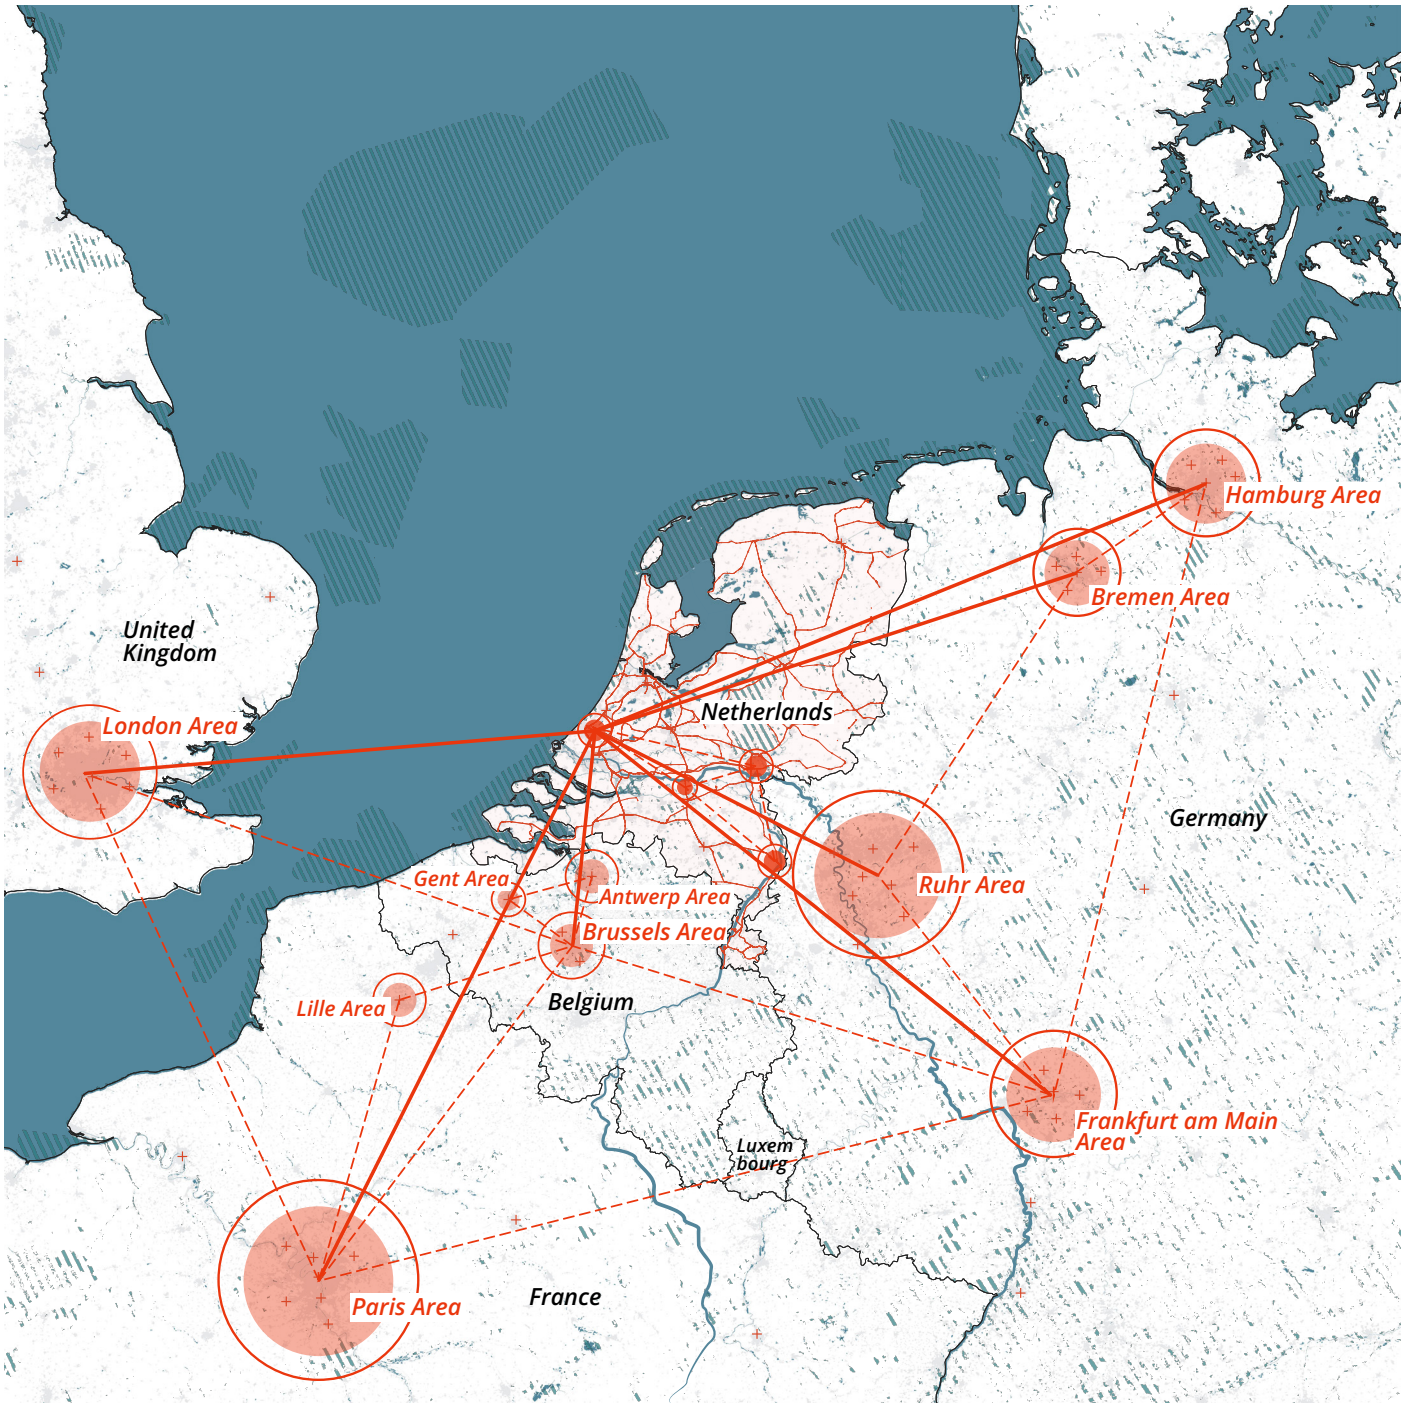 Hamburg Area
Bremen Area
United
Kingdom
London Area
Netherlands
Germany
Gent Area
Ruhr Area
Antwerp Area
Brussels Area
Belgium
Lille Area
Frankfurt am Main
Area
Luxem
bourg
France
Paris Area